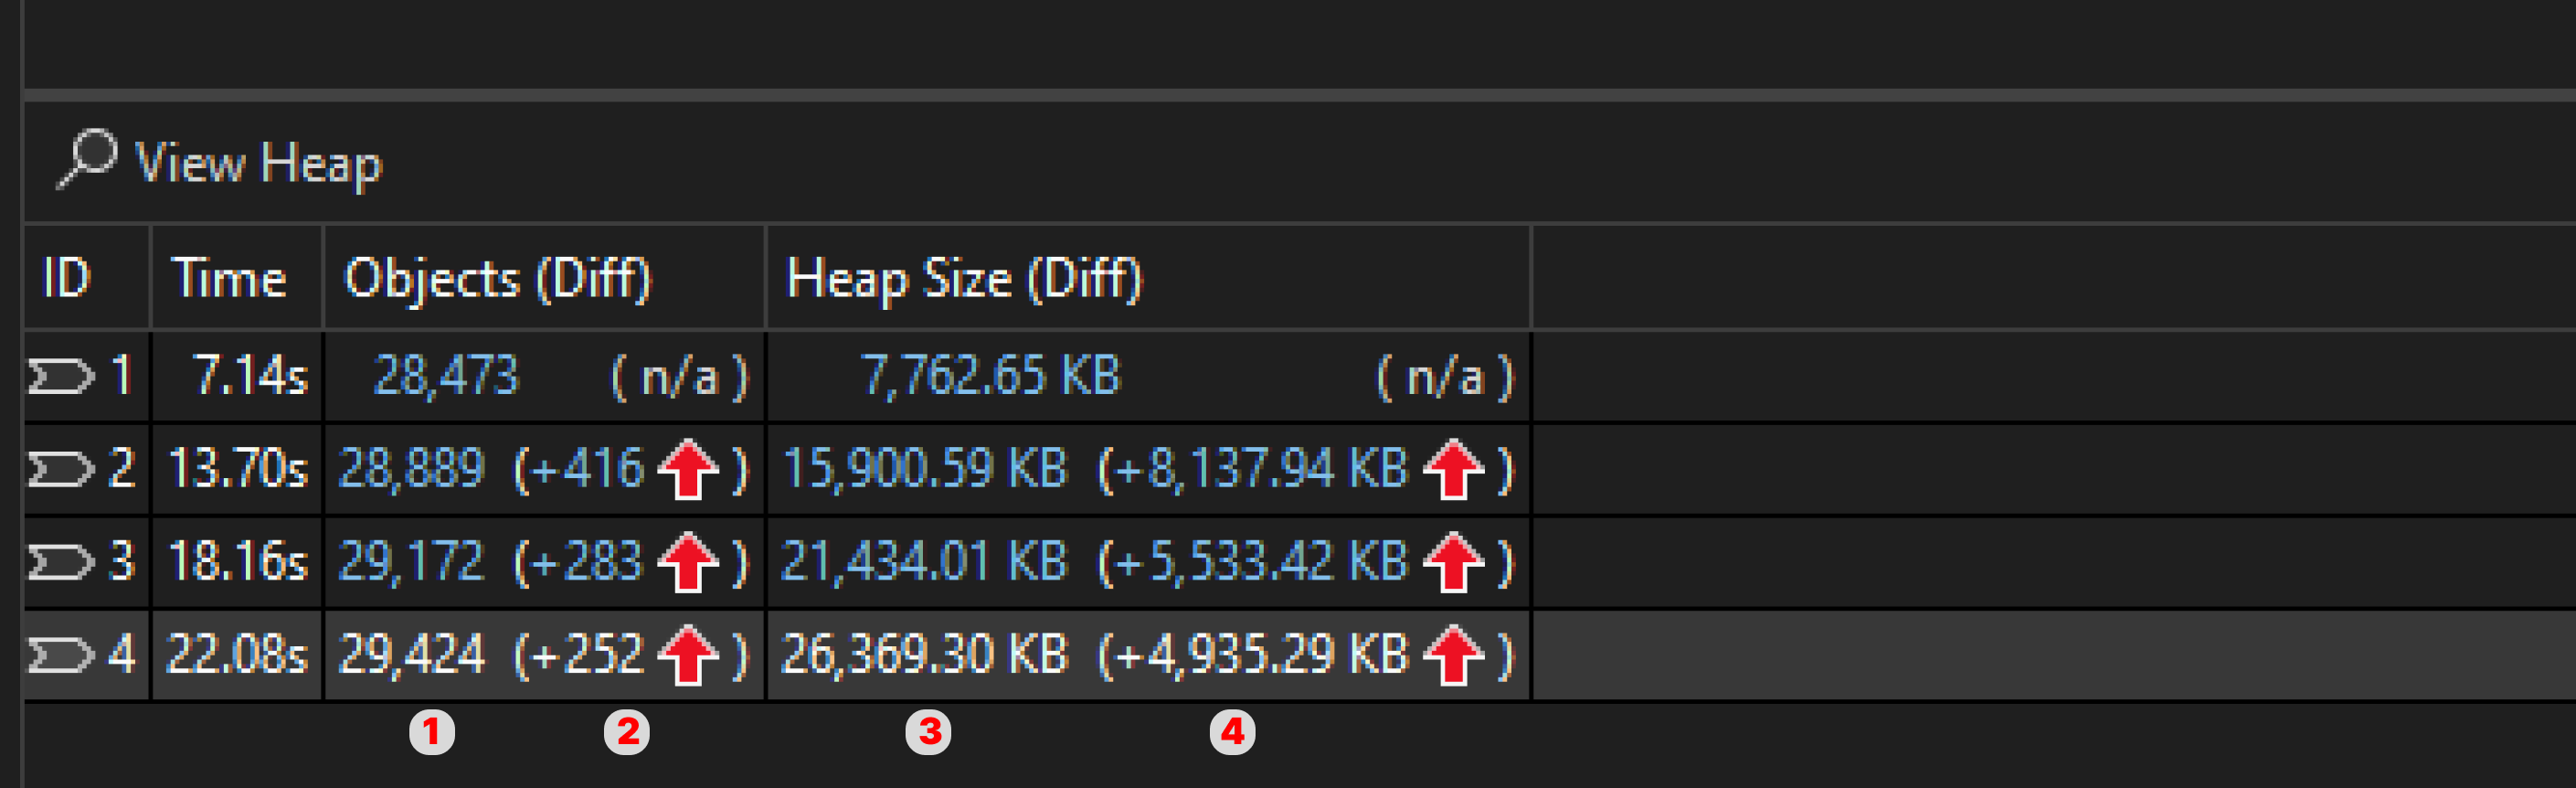 View Heap
ID Time Objects (Diff) Heap Size (Diff)
1 7.14s 28,473 ( n/a ) 7,762.65 KB ( n/a )
2 13.70s 28,889 (+416 ) 15,900.59 KB (+8,137.94 KB )
3 18.16s 29,172 (+283 ) 21,434.01 KB (+5,533.42 KB )
4 22.08s 29,424 (+252 ) 26,369.30 KB (+4,935.29 KB )
1 2 3 4